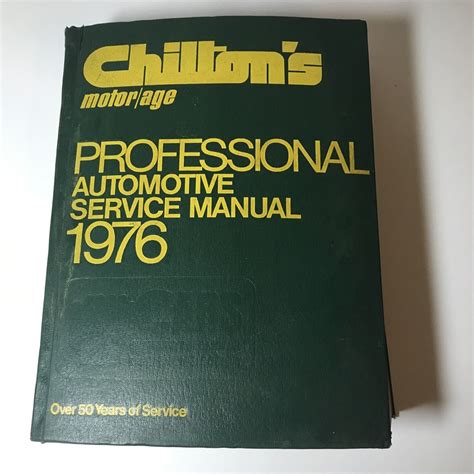 Chilton's
motor/age
PROFESSIONAL
AUTOMOTIVE
SERVICE MANUAL
1976
Over 50 Years of Service